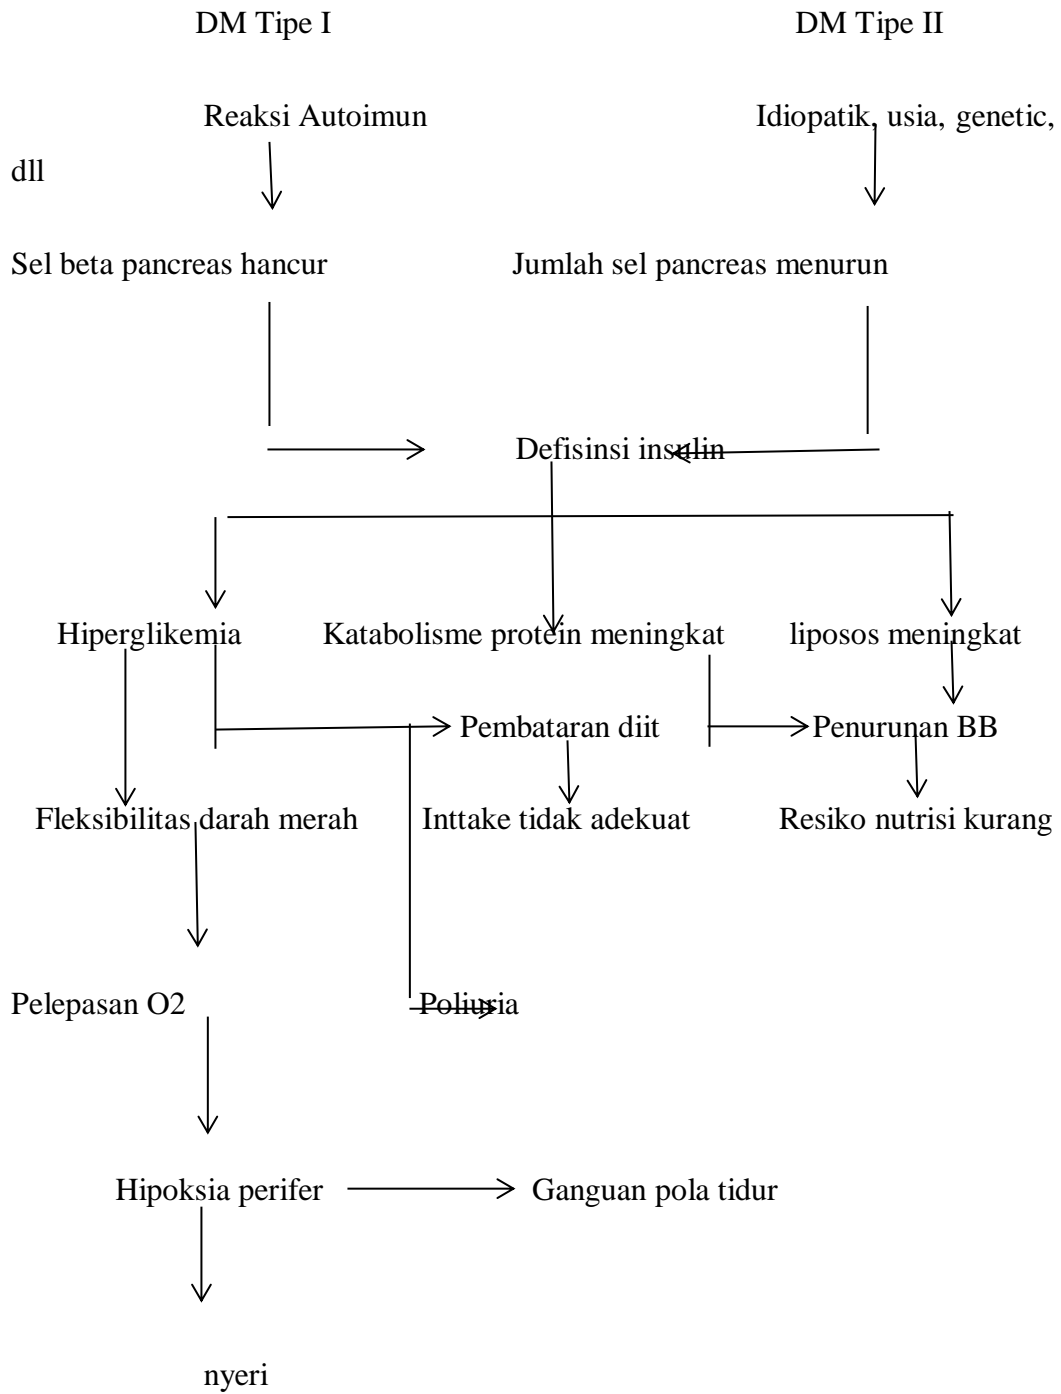 DM Tipe I DM Tipe II
Reaksi Autoimun Idiopatik, usia, genetic,
dll
Sel beta pancreas hancur Jumlah sel pancreas menurun
Defisinsi insulin
Hiperglikemia Katabolisme protein meningkat liposos meningkat
Pembataran diit Penurunan BB
Fleksibilitas darah merah Inttake tidak adekuat Resiko nutrisi kurang
Pelepasan O2 Poliuria
Hipoksia perifer Ganguan pola tidur
nyeri